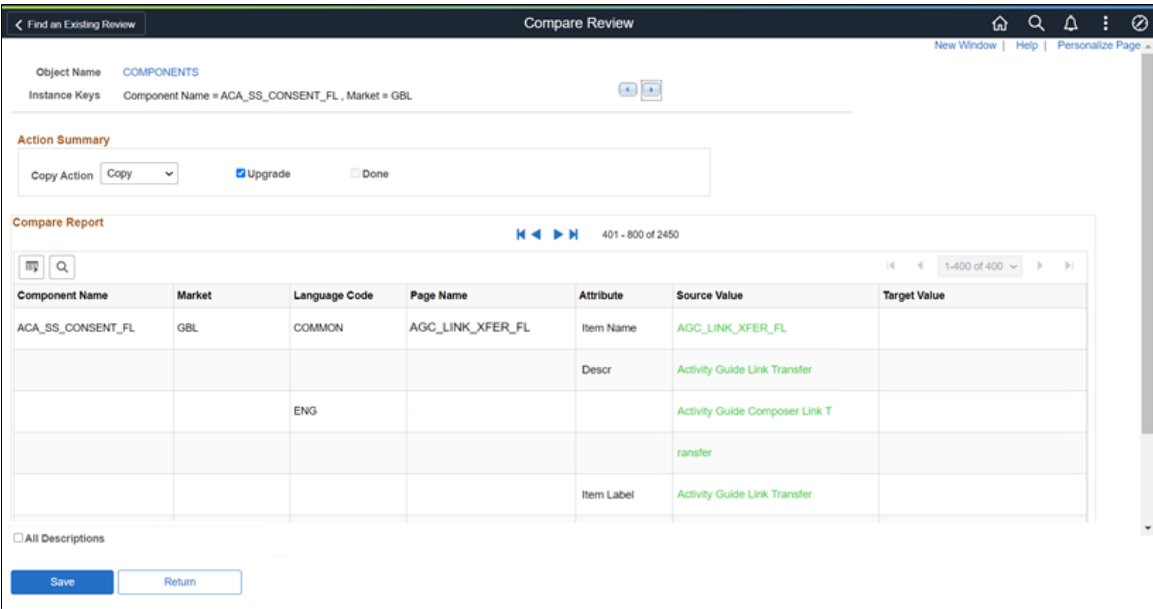 Find an Existing Review
Compare Review
New Window | Help | Personalize Page
Object Name COMPONENTS
Instance Keys Component Name = ACA_SS_CONSENT_FL , Market = GBL
Action Summary
Copy Action Copy Upgrade Done
Compare Report
401 - 800 of 2450
1-400 of 400
Component Name Market Language Code Page Name Attribute Source Value Target Value
ACA_SS_CONSENT_FL GBL COMMON AGC_LINK_XFER_FL Item Name AGC_LINK_XFER_FL
Descr Activity Guide Link Transfer
ENG Activity Guide Composer Link T
ransfer
Item Label Activity Guide Link Transfer
All Descriptions
Save Return